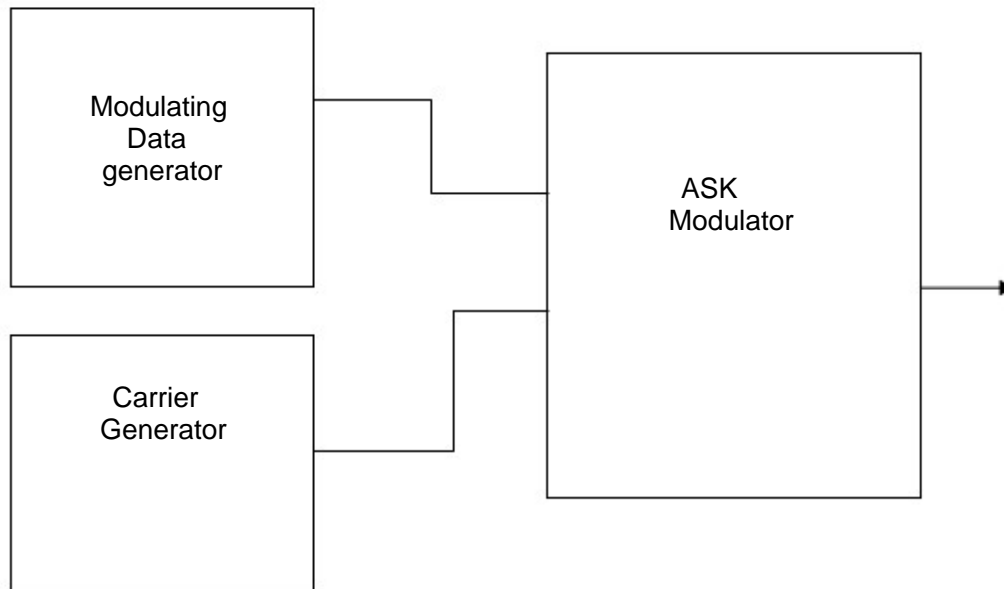 Modulating
Data
generator
ASK
Modulator
Carrier
Generator